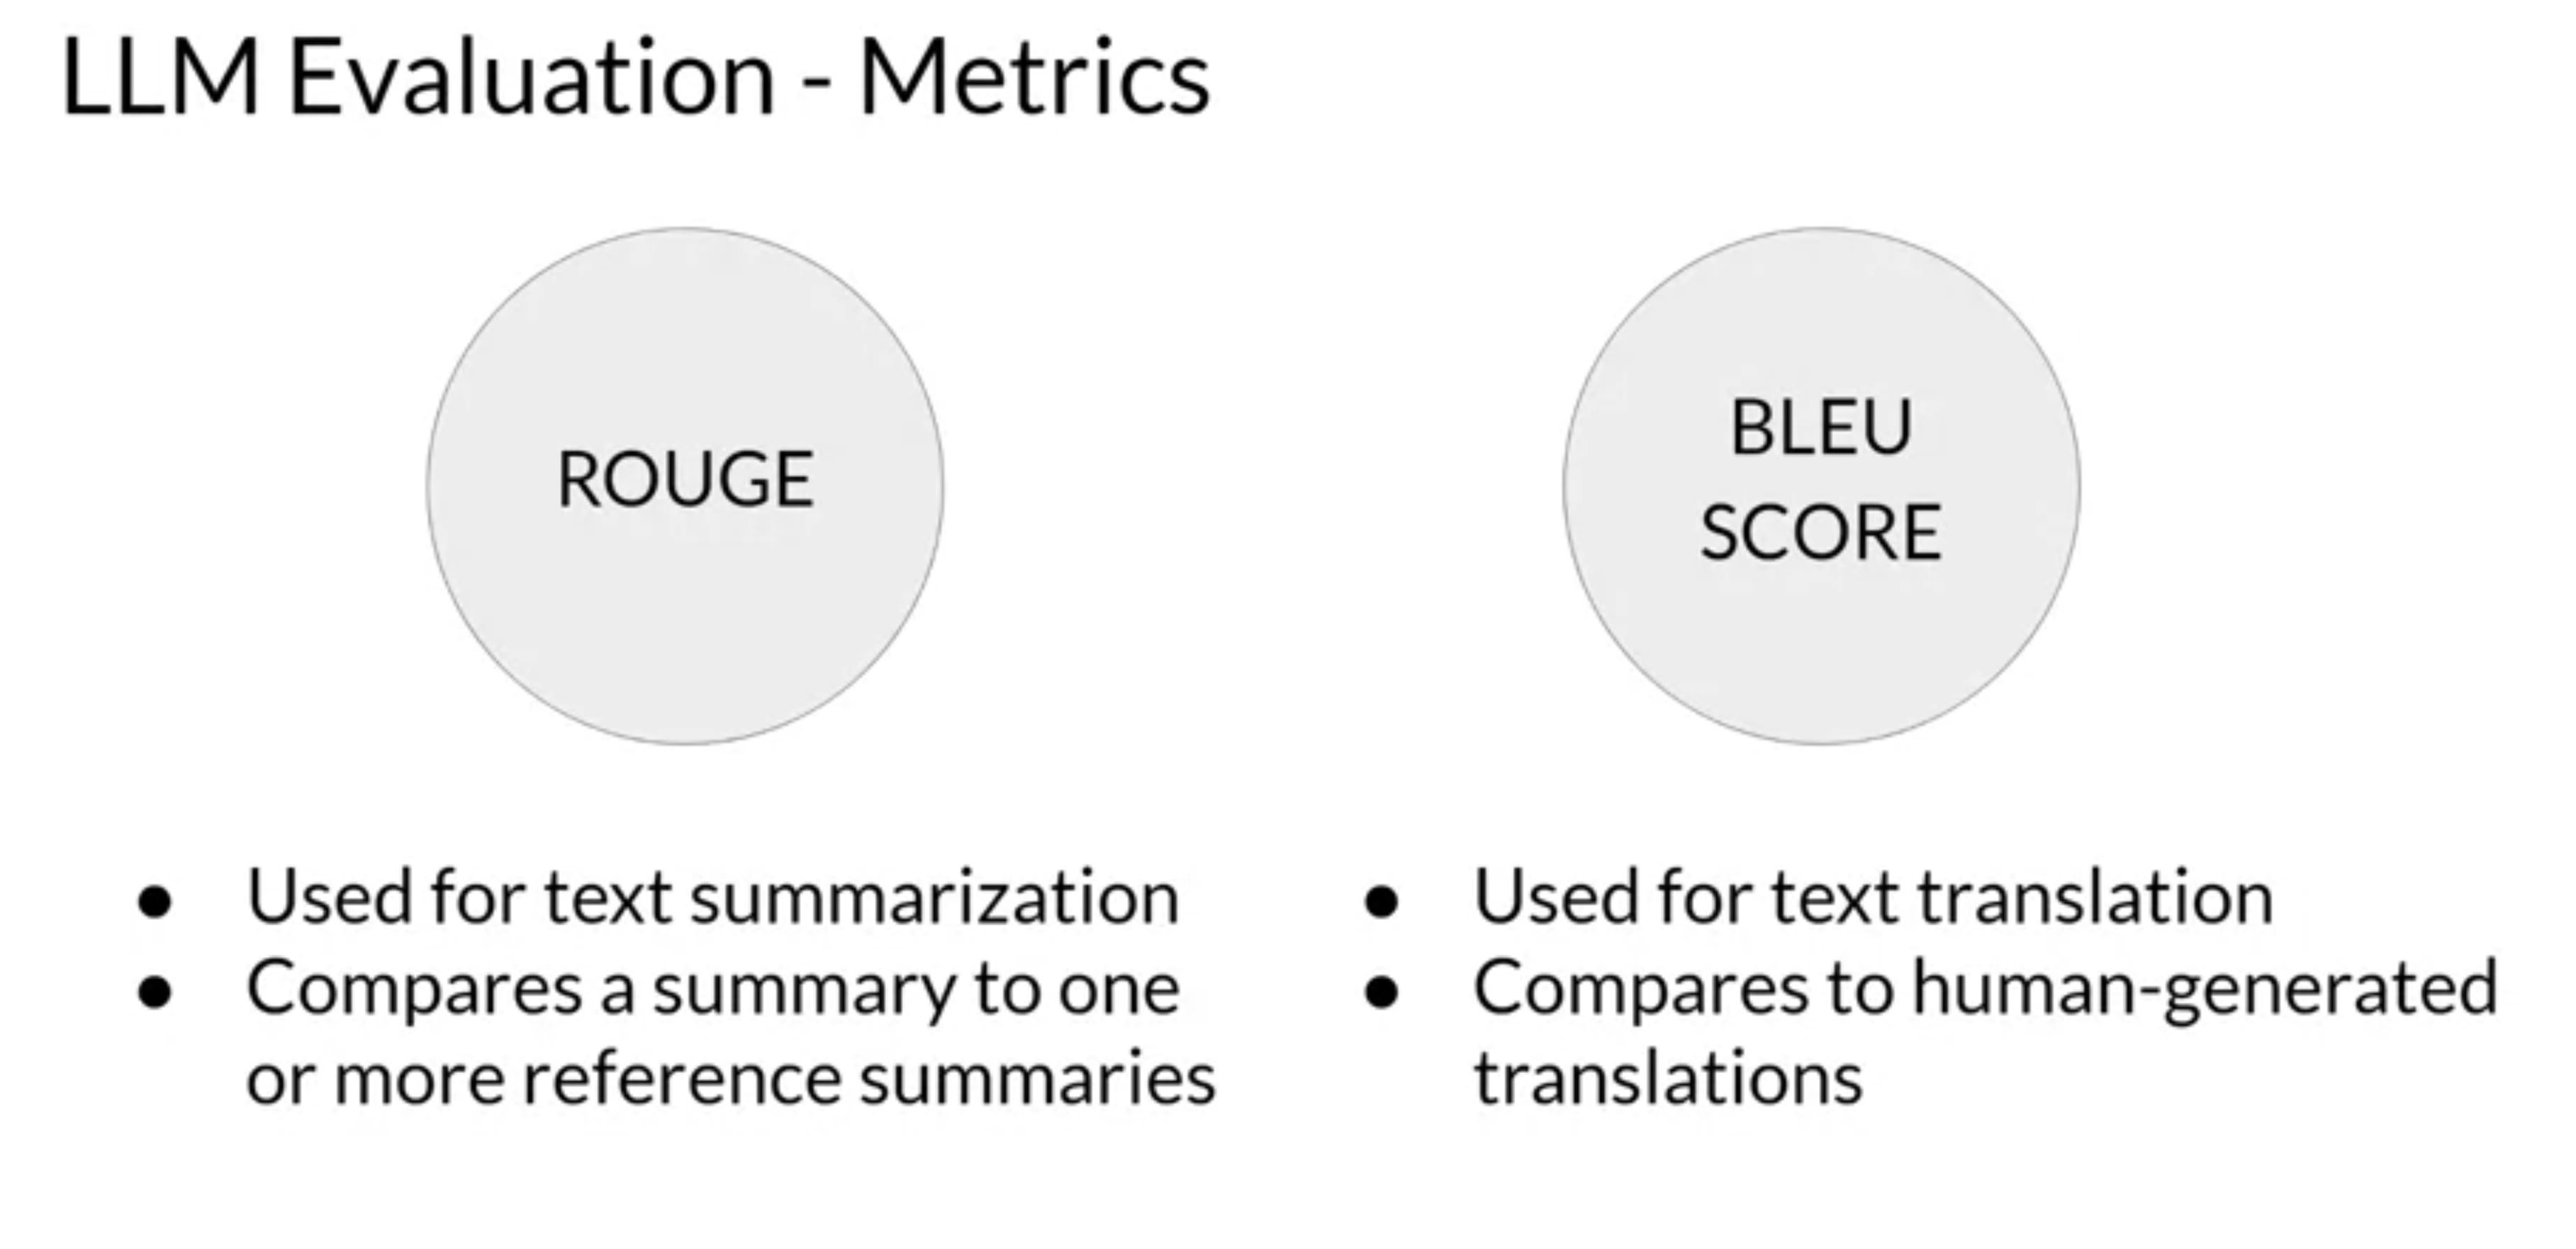 LLM Evaluation - Metrics
ROUGE
BLEU
SCORE
● Used for text summarization
● Compares a summary to one
or more reference summaries
● Used for text translation
● Compares to human-generated
translations